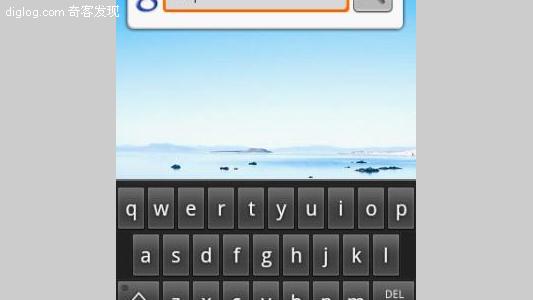 diglog.com 奇客发现
q w e r t y u i o p
a s d f g h j k l
z x c v b n m DEL